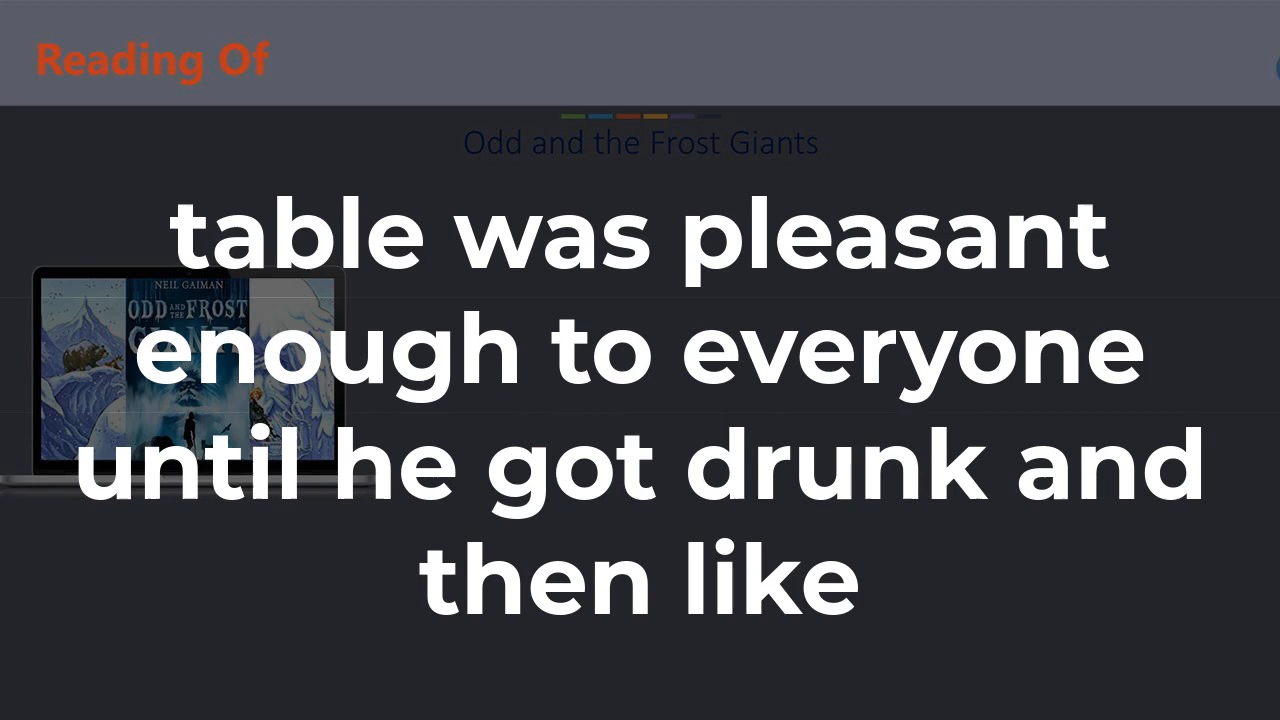 Reading Of
Odd and the Frost Giants
table was pleasant
NEIL GAIMAN
ODD AND THE FROST
GIANTS
enough to everyone
until he got drunk and
then like